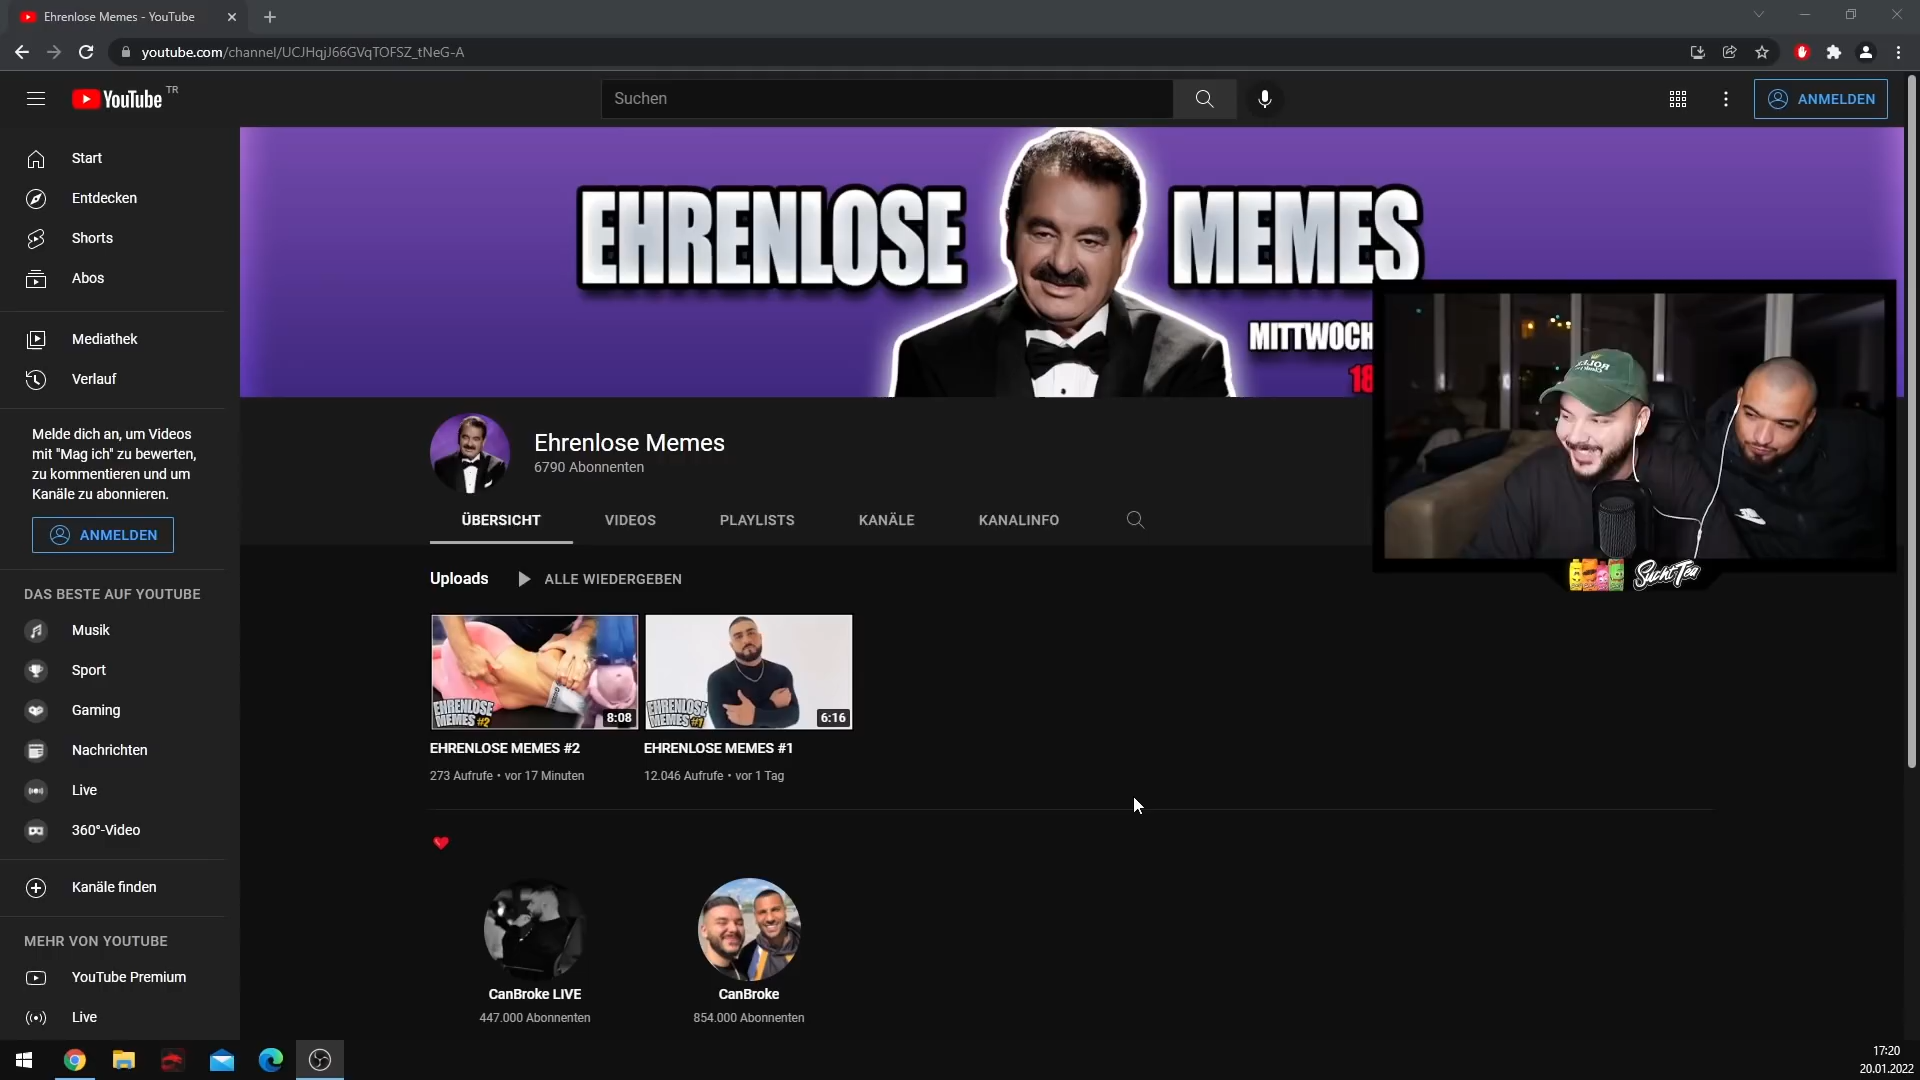 Ehrenlose Memes - YouTube
youtube.com/channel/UCJHqjJ66GVqTOFSZ_tNeG-A
YouTube TR
Suchen
ANMELDEN
Start
Entdecken
Shorts
Abos
Mediathek
Verlauf
Melde dich an, um Videos
mit "Mag ich" zu bewerten,
zu kommentieren und um
Kanäle zu abonnieren.
ANMELDEN
DAS BESTE AUF YOUTUBE
Musik
Sport
Gaming
Nachrichten
Live
360°-Video
Kanäle finden
MEHR VON YOUTUBE
YouTube Premium
Live
EHRENLOSE MEMES
MITTWOCH
18
Ehrenlose Memes
6790 Abonnenten
ÜBERSICHT
VIDEOS
PLAYLISTS
KANÄLE
KANALINFO
SuchtTea
Uploads
ALLE WIEDERGEBEN
EHRENLOSE
MEMES #2
8:08
EHRENLOSE
MEMES #1
6:16
EHRENLOSE MEMES #2
273 Aufrufe • vor 17 Minuten
EHRENLOSE MEMES #1
12.046 Aufrufe • vor 1 Tag
CanBroke LIVE
447.000 Abonnenten
CanBroke
854.000 Abonnenten
17:20
20.01.2022